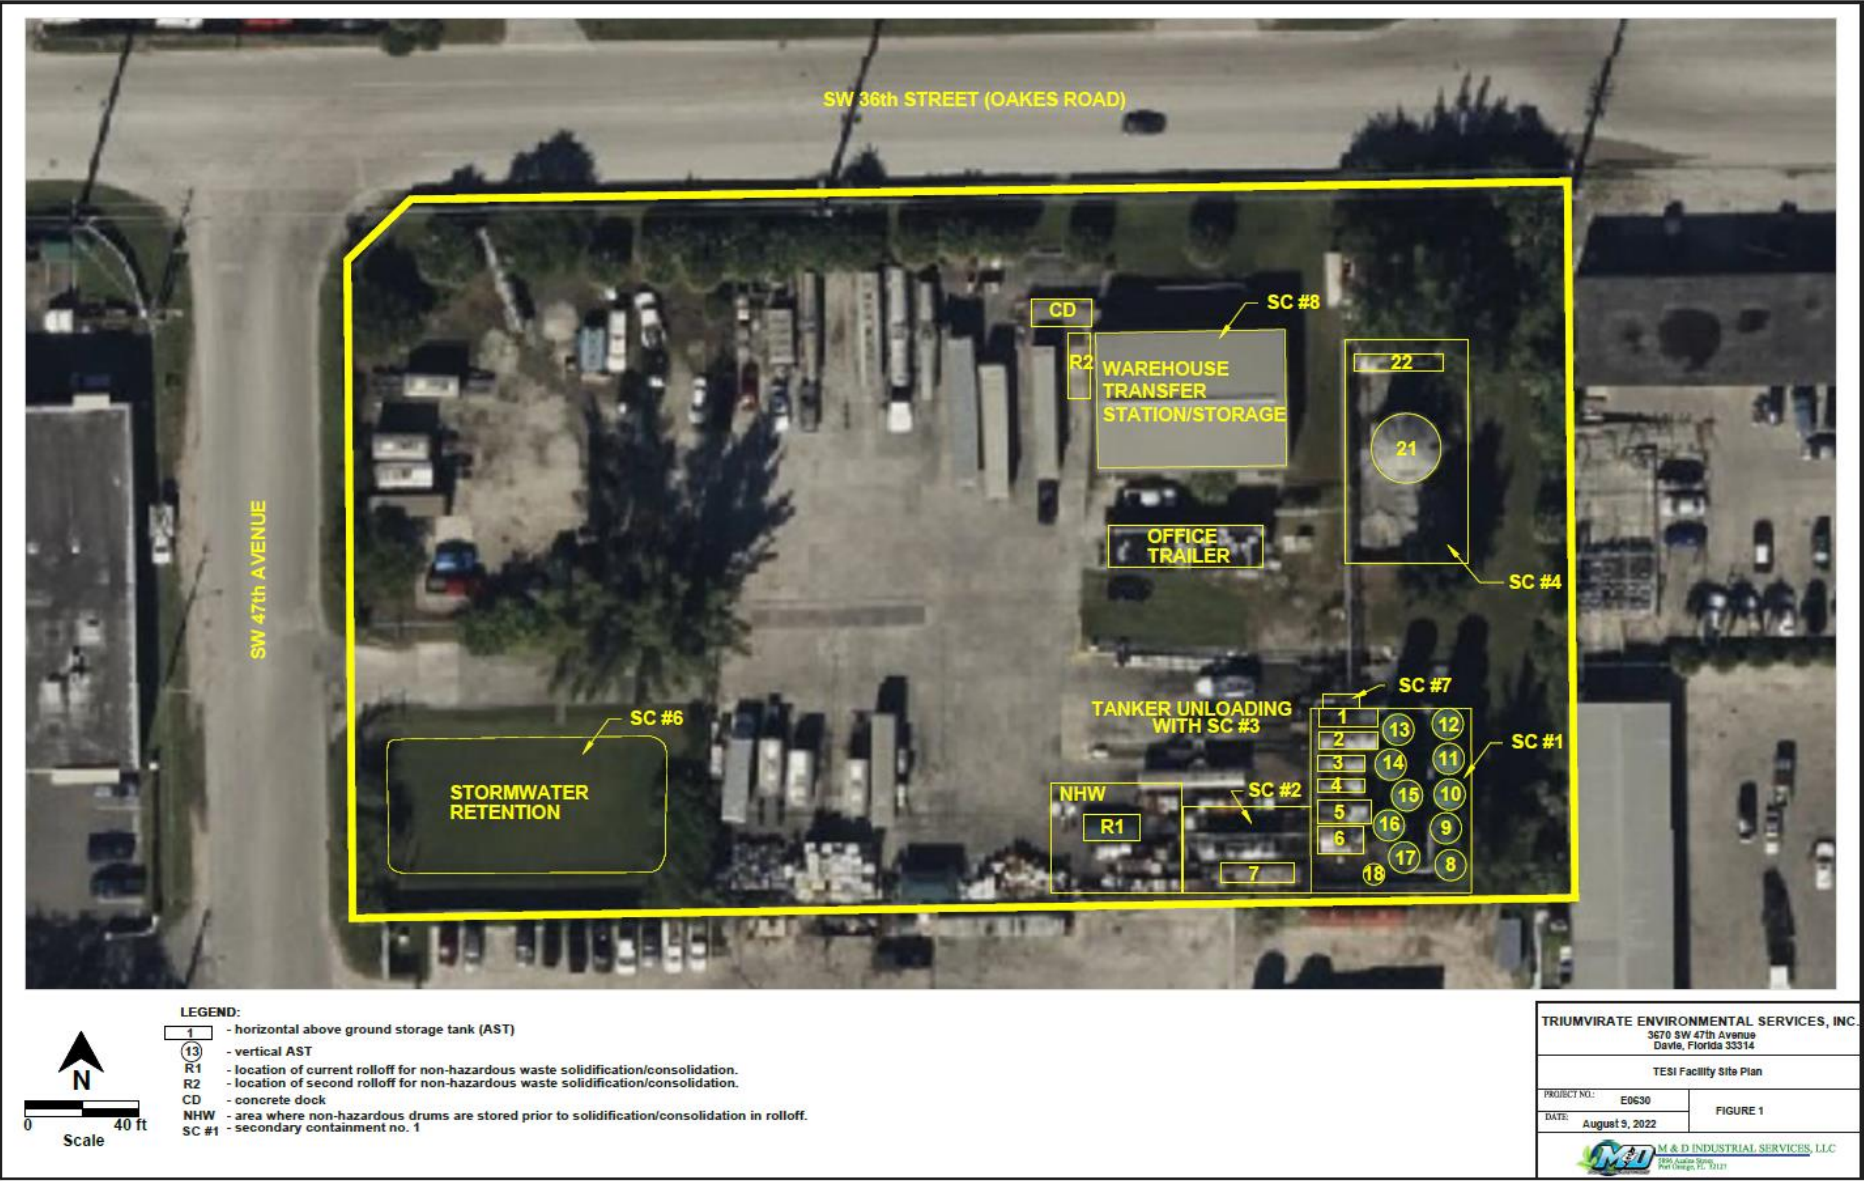 SW 36th STREET (OAKES ROAD)
SW 47th AVENUE
SC #8
CD
R2
WAREHOUSE
TRANSFER
STATION/STORAGE
22
21
OFFICE
TRAILER
SC #4
SC #7
TANKER UNLOADING
WITH SC #3
SC #6
STORMWATER
RETENTION
SC #1
SC #2
NHW
R1
1
2
3
4
5
6
7
13
14
15
16
17
18
12
11
10
9
8
LEGEND:
1 - horizontal above ground storage tank (AST)
13 - vertical AST
R1 - location of current rolloff for non-hazardous waste solidification/consolidation.
R2 - location of second rolloff for non-hazardous waste solidification/consolidation.
CD - concrete dock
NHW - area where non-hazardous drums are stored prior to solidification/consolidation in rolloff.
SC #1 - secondary containment no. 1
N
0 40 ft
Scale
TRIUMVIRATE ENVIRONMENTAL SERVICES, INC.
3670 SW 47th Avenue
Davie, Florida 33314
TESI Facility Site Plan
PROJECT NO.: E0630
DATE: August 9, 2022
FIGURE 1
M&D
M & D INDUSTRIAL SERVICES, LLC
Port Orange, FL